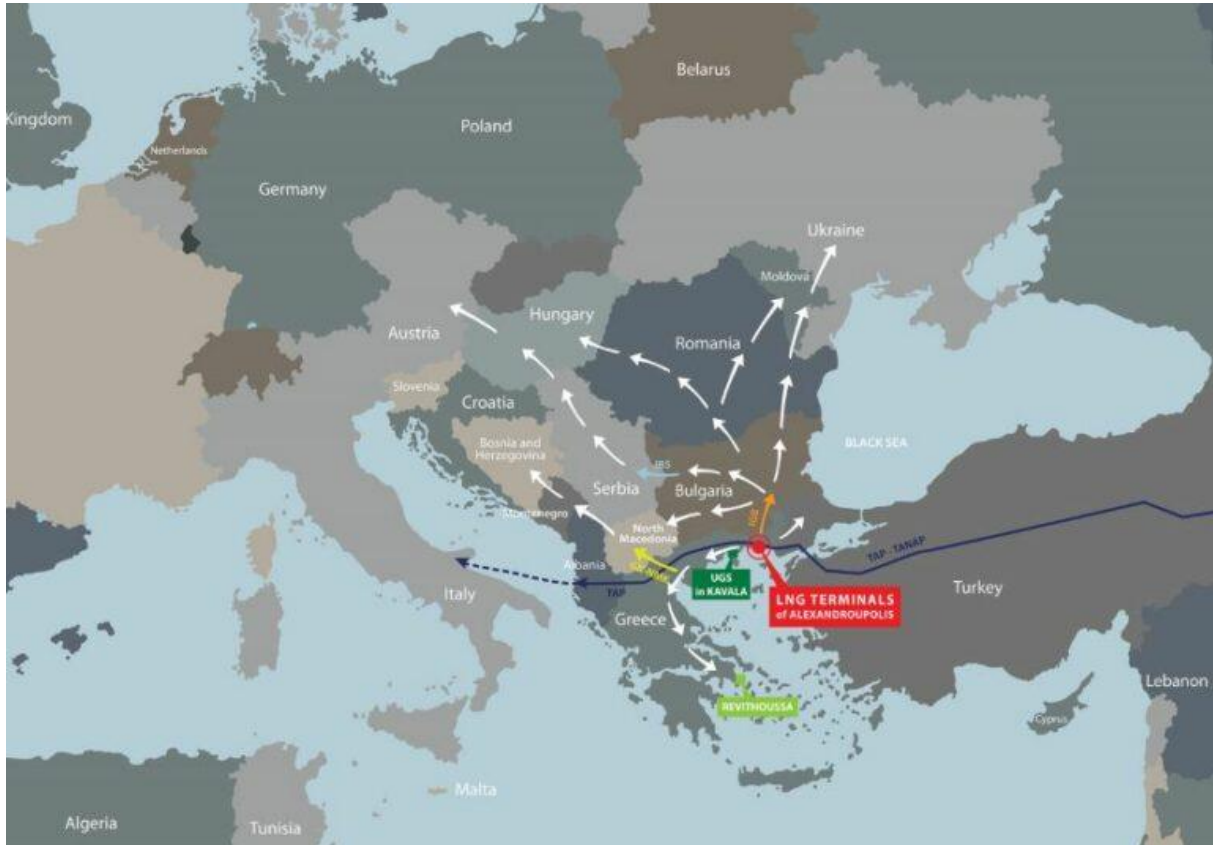 Belarus
Kingdom
Poland
Netherlands
Germany
Ukraine
Moldova
Hungary
Austria
Romania
Slovenia
Croatia
Bosnia and
Herzegovina
BLACK SEA
IBS
Serbia
Bulgaria
Montenegro
North
Macedonia
IGB
TAP - TANAP
Albania
UGS
in KAVALA
TAP
LNG TERMINALS
of ALEXANDROUPOLIS
Turkey
Italy
Greece
Lebanon
REVITHOUSSA
Cyprus
Malta
Algeria
Tunisia